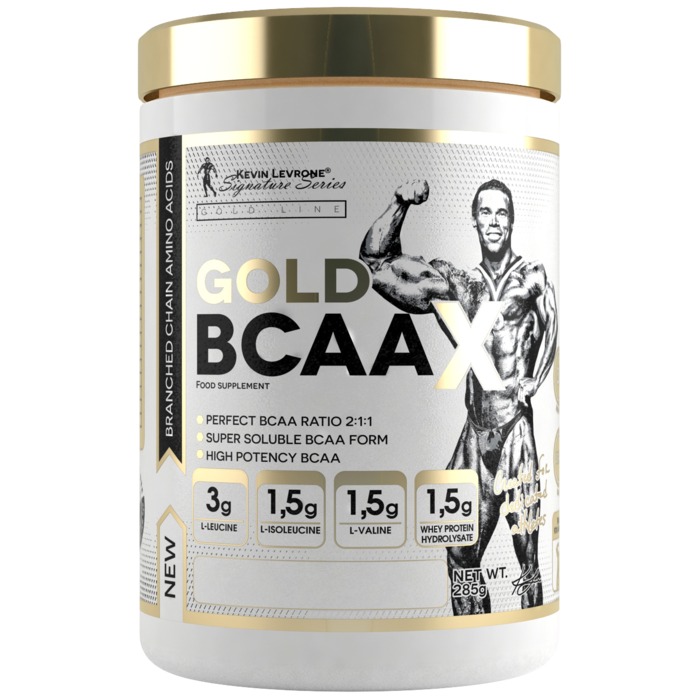 KEVIN LEVRONE®
Signature Series
GOLD LINE
GOLD
BCAA X
FOOD SUPPLEMENT
PERFECT BCAA RATIO 2:1:1
SUPER SOLUBLE BCAA FORM
HIGH POTENCY BCAA
3g
L-LEUCINE
1,5g
L-ISOLEUCINE
1,5g
L-VALINE
1,5g
WHEY PROTEIN
HYDROLYSATE
NET WT.
285g
BRANCHED CHAIN AMINO ACIDS
NEW